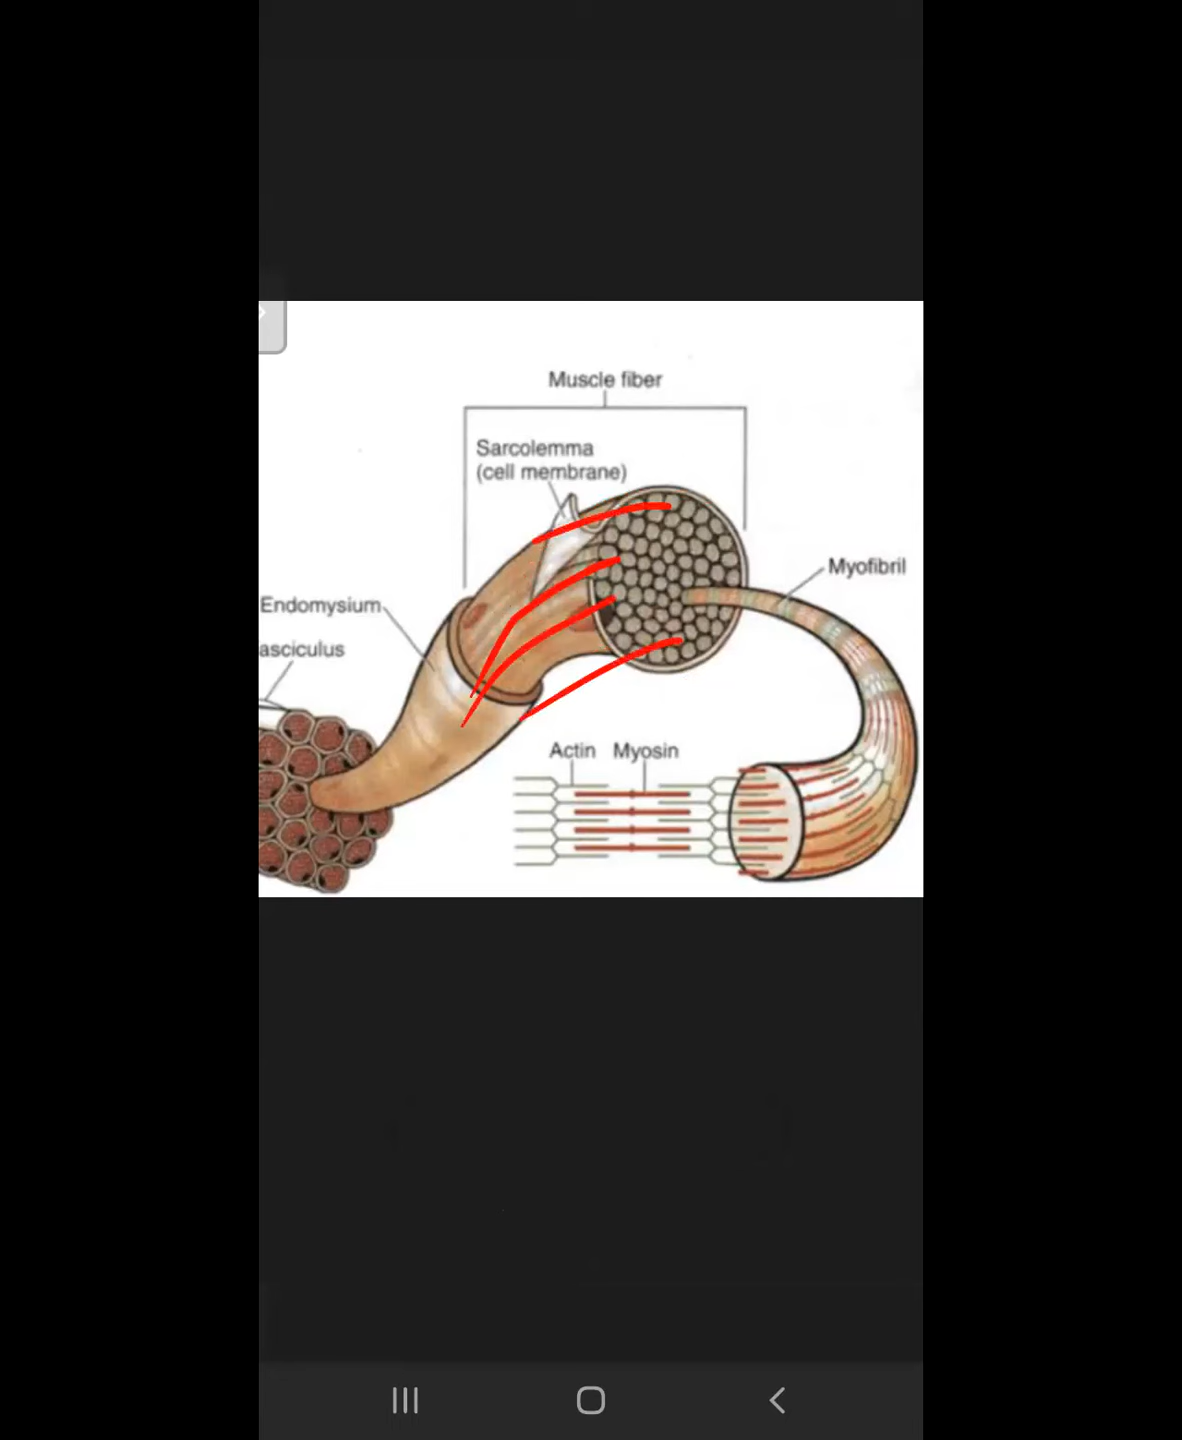 Muscle fiber
Sarcolemma
(cell membrane)
Myofibril
Endomysium
asciculus
Actin Myosin